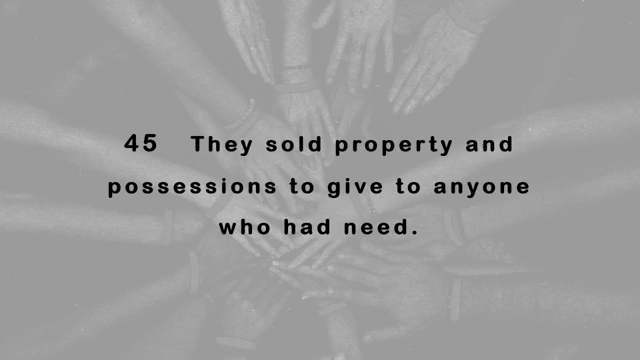 45 They sold property and
possessions to give to anyone
who had need.